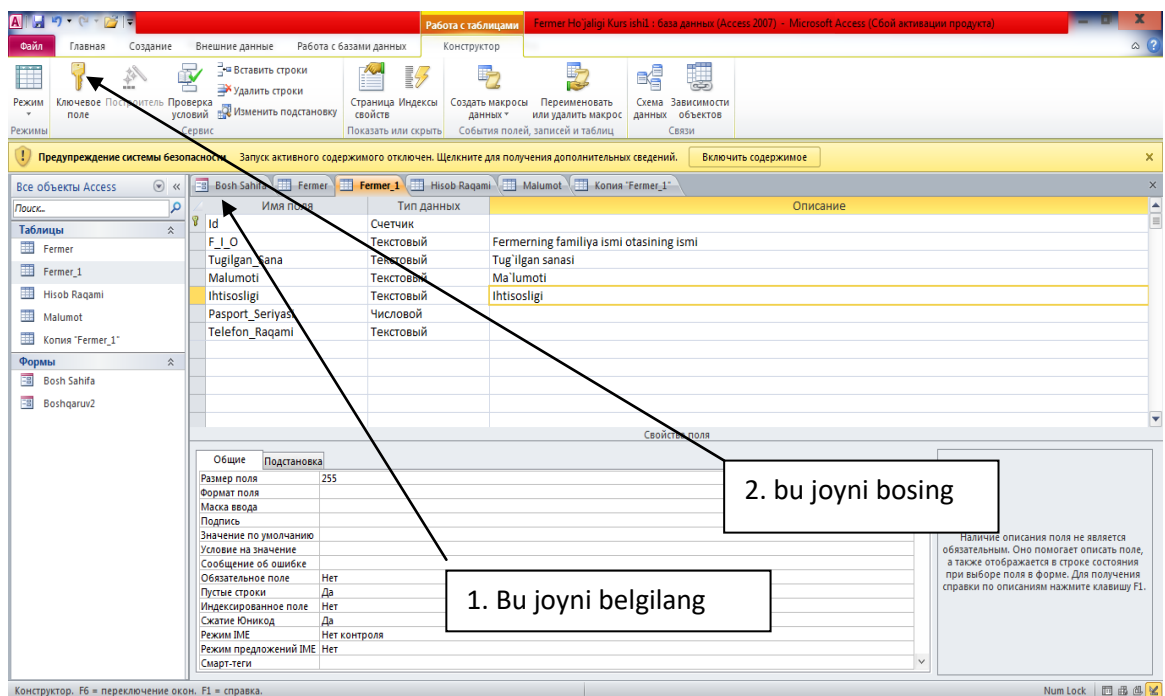 Работа с таблицами
Fermer Ho`jaligi Kurs ishi1 : база данных (Access 2007) - Microsoft Access (Сбой активации продукта)
Файл Главная Создание Внешние данные Работа с базами данных Конструктор
Режим
Ключевое поле
Построитель
Проверка условий
Вставить строки
Удалить строки
Изменить подстановку
Страница свойств
Индексы
Создать макросы данных
Переименовать или удалить макрос
Схема данных
Зависимости объектов
Режимы Сервис Показать или скрыть События полей, записей и таблиц Связи
Предупреждение системы безопасности Запуск активного содержимого отключен. Щелкните для получения дополнительных сведений. Включить содержимое
Все объекты Access
Поиск...
Таблицы
Fermer
Fermer_1
Hisob Raqami
Malumot
Копия "Fermer_1"
Формы
Bosh Sahifa
Boshqaruv2
Bosh Sahifa Fermer Fermer_1 Hisob Raqami Malumot Копия "Fermer_1"
Имя поля Тип данных Описание
Id Счетчик
F_I_O Текстовый Fermerning familiya ismi otasining ismi
Tugilgan_Sana Текстовый Tug`ilgan sanasi
Malumoti Текстовый Ma`lumoti
Ihtisosligi Текстовый Ihtisosligi
Pasport_Seriyasi Числовой
Telefon_Raqami Текстовый
Свойства поля
Общие Подстановка
Размер поля 255
Формат поля
Маска ввода
Подпись
Значение по умолчанию
Условие на значение
Сообщение об ошибке
Обязательное поле Нет
Пустые строки Да
Индексированное поле Нет
Сжатие Юникод Да
Режим IME Нет контроля
Режим предложений IME Нет
Смарт-теги
2. bu joyni bosing
1. Bu joyni belgilang
Наличие описания поля не является
обязательным. Оно помогает описать поле,
а также отображается в строке состояния
при выборе поля в форме. Для получения
справки по описаниям нажмите клавишу F1.
Конструктор. F6 = переключение окон. F1 = справка. Num Lock